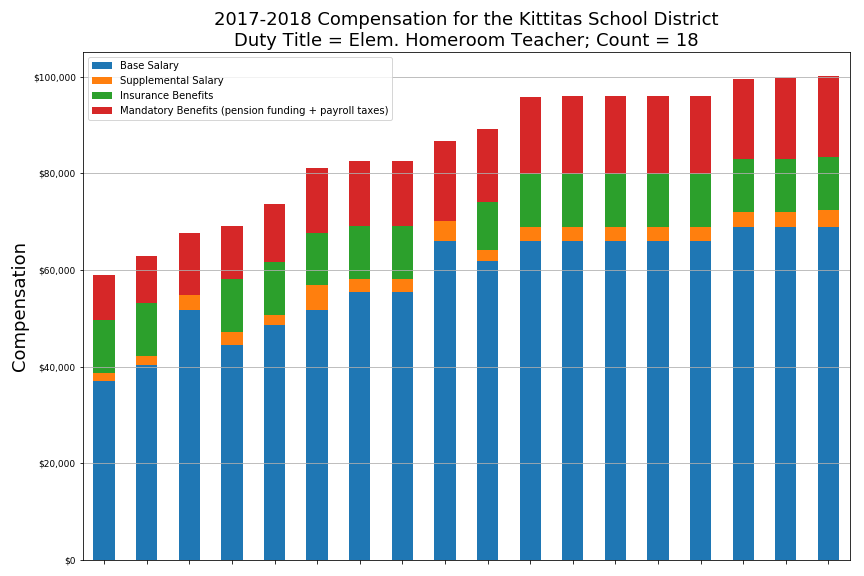 2017-2018 Compensation for the Kittitas School District
Duty Title = Elem. Homeroom Teacher; Count = 18
Base Salary
Supplemental Salary
Insurance Benefits
Mandatory Benefits (pension funding + payroll taxes)
$100,000
$80,000
$60,000
$40,000
$20,000
$0
Compensation